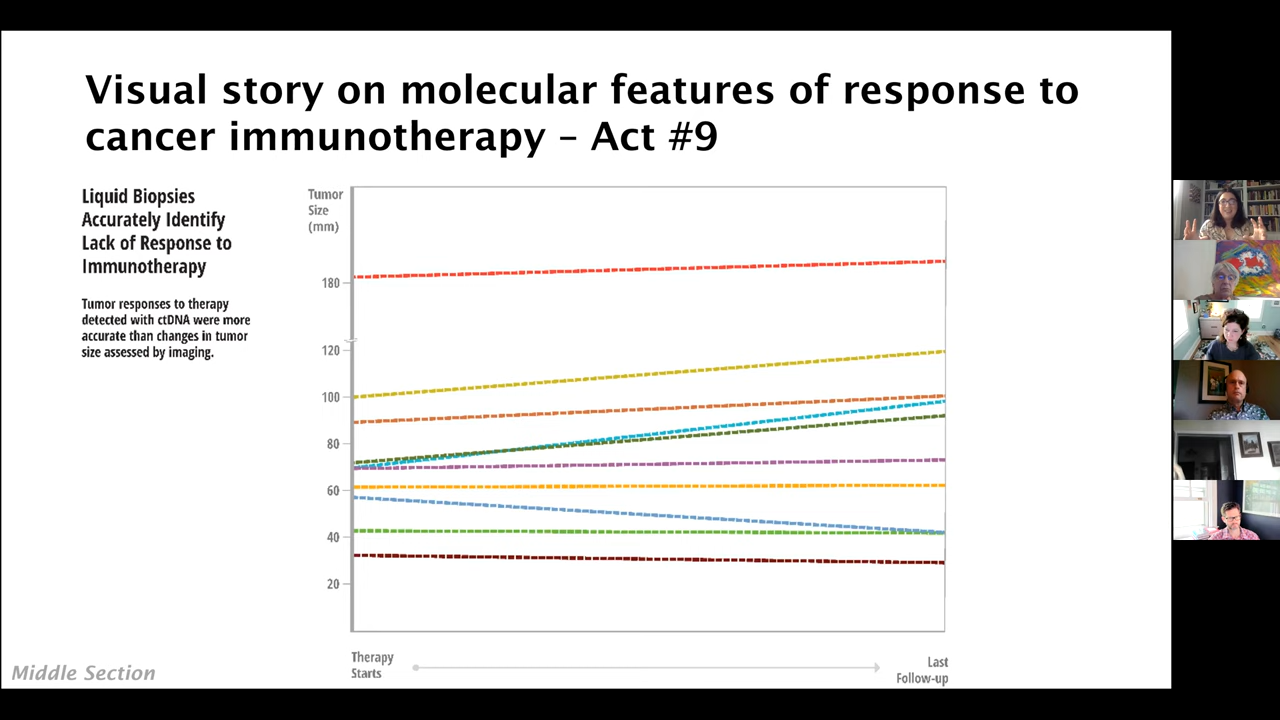 Visual story on molecular features of response to
cancer immunotherapy – Act #9
Liquid Biopsies
Accurately Identify
Lack of Response to
Immunotherapy
Tumor responses to therapy
detected with ctDNA were more
accurate than changes in tumor
size assessed by imaging.
Tumor
Size
(mm)
180
120
100
80
60
40
20
Therapy
Starts
Last
Follow-up
Middle Section